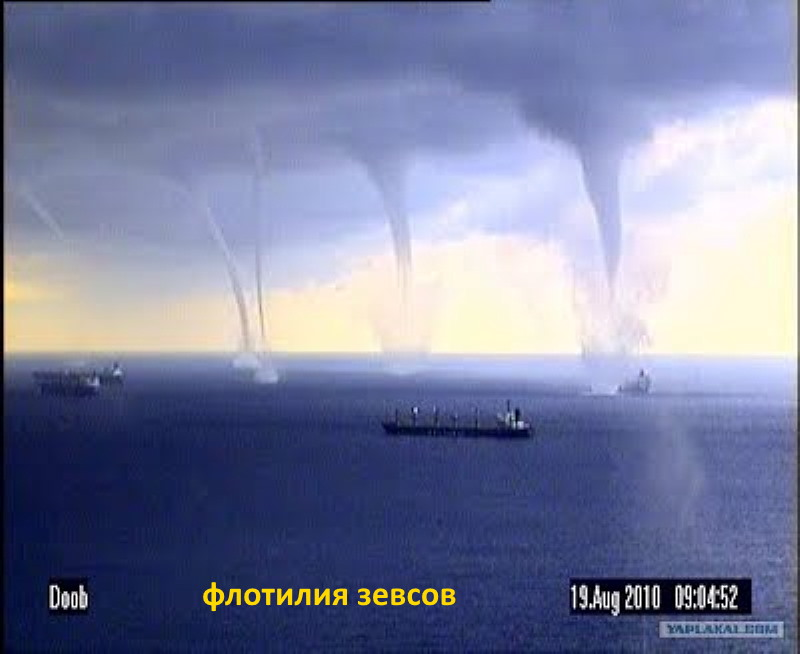 Doob
флотилия зевсов
19.Aug 2010 09:04:52
YAPLAKAL.COM